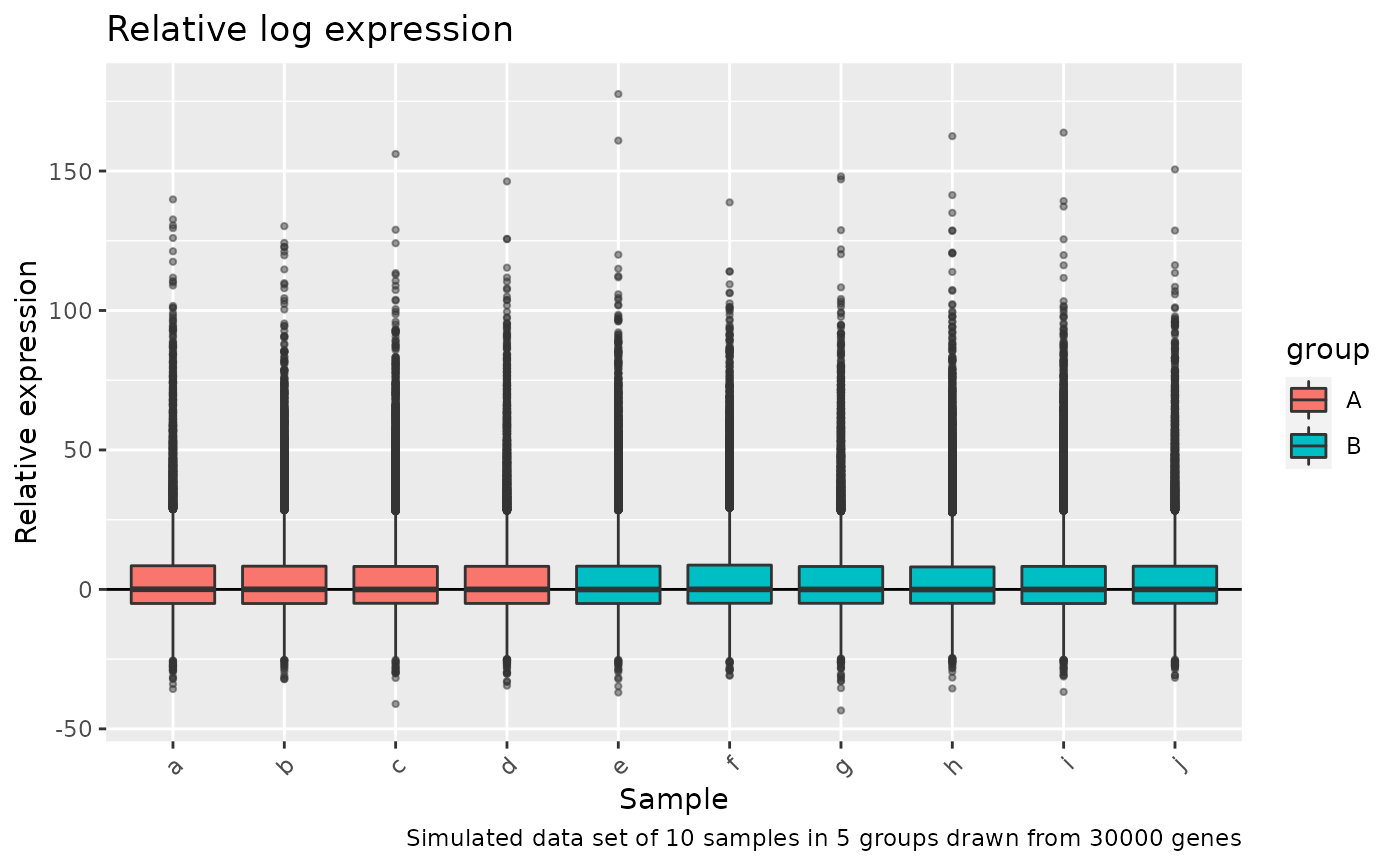 Relative log expression
Relative expression
150
100
50
0
-50
a
b
c
d
e
f
g
h
i
j
Sample
group
A
B
Simulated data set of 10 samples in 5 groups drawn from 30000 genes